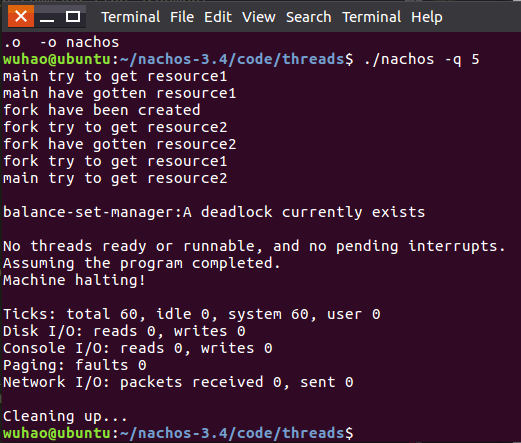 Terminal File Edit View Search Terminal Help
.o  -o nachos
wuhao@ubuntu:~/nachos-3.4/code/threads$ ./nachos -q 5
main try to get resource1
main have gotten resource1
fork have been created
fork try to get resource2
fork have gotten resource2
fork try to get resource1
main try to get resource2
balance-set-manager:A deadlock currently exists
No threads ready or runnable, and no pending interrupts.
Assuming the program completed.
Machine halting!
Ticks: total 60, idle 0, system 60, user 0
Disk I/O: reads 0, writes 0
Console I/O: reads 0, writes 0
Paging: faults 0
Network I/O: packets received 0, sent 0
Cleaning up...
wuhao@ubuntu:~/nachos-3.4/code/threads$